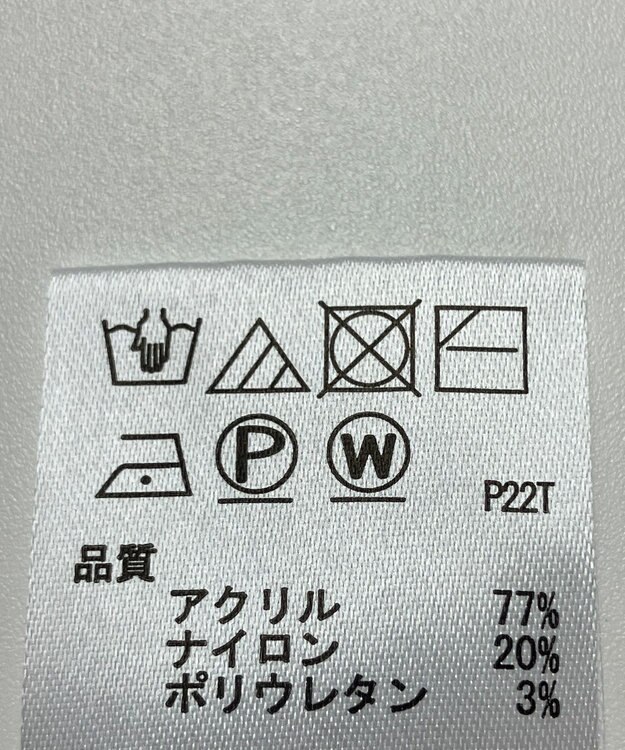 P W
P22T
品質
アクリル 77%
ナイロン 20%
ポリウレタン 3%